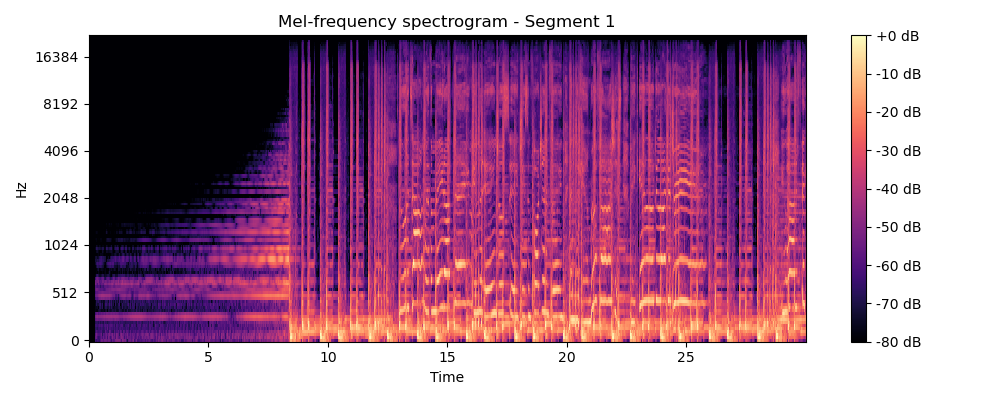 Mel-frequency spectrogram - Segment 1
Hz
16384
8192
4096
2048
1024
512
0
0 5 10 15 20 25
Time
+0 dB
-10 dB
-20 dB
-30 dB
-40 dB
-50 dB
-60 dB
-70 dB
-80 dB